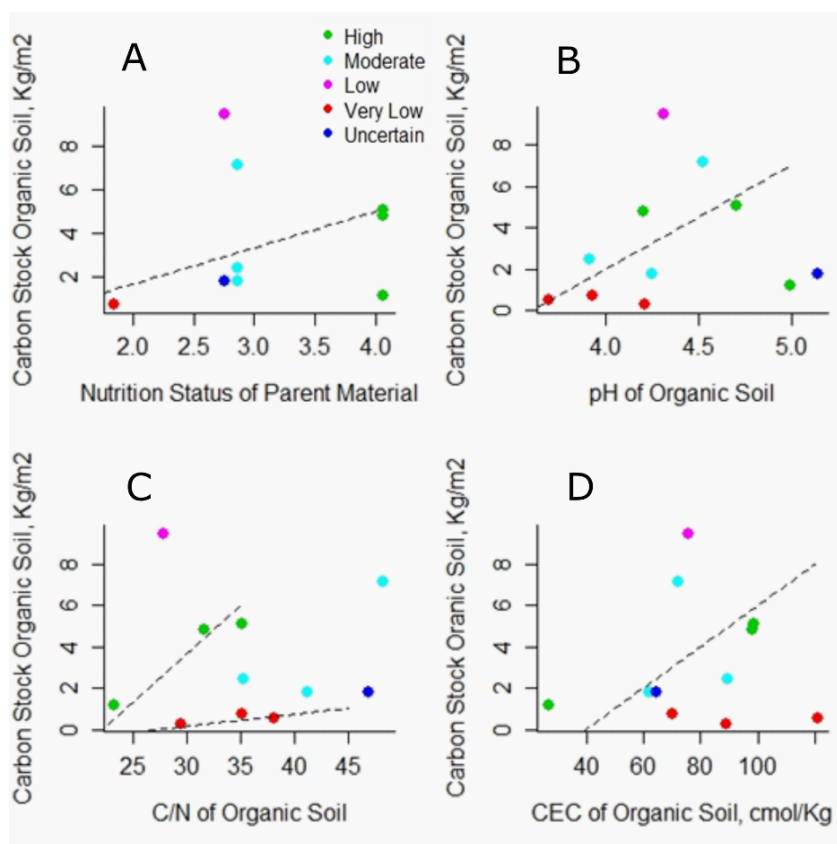 A
High
Moderate
Low
Very Low
Uncertain
Carbon Stock Organic Soil, Kg/m2
8
6
4
2
2.0 2.5 3.0 3.5 4.0
Nutrition Status of Parent Material
B
Carbon Stock Organic Soil, Kg/m2
8
6
4
2
0
4.0 4.5 5.0
pH of Organic Soil
C
Carbon Stock Organic Soil, Kg/m2
8
6
4
2
0
25 30 35 40 45
C/N of Organic Soil
D
Carbon Stock Oranic Soil, Kg/m2
8
6
4
2
0
40 60 80 100
CEC of Organic Soil, cmol/Kg